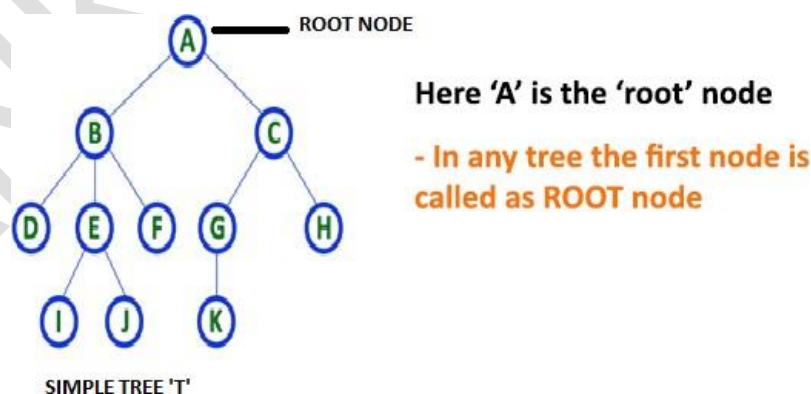 A
ROOT NODE
B
C
D
E
F
G
H
I
J
K
SIMPLE TREE 'T'
Here ‘A’ is the ‘root’ node
- In any tree the first node is
called as ROOT node